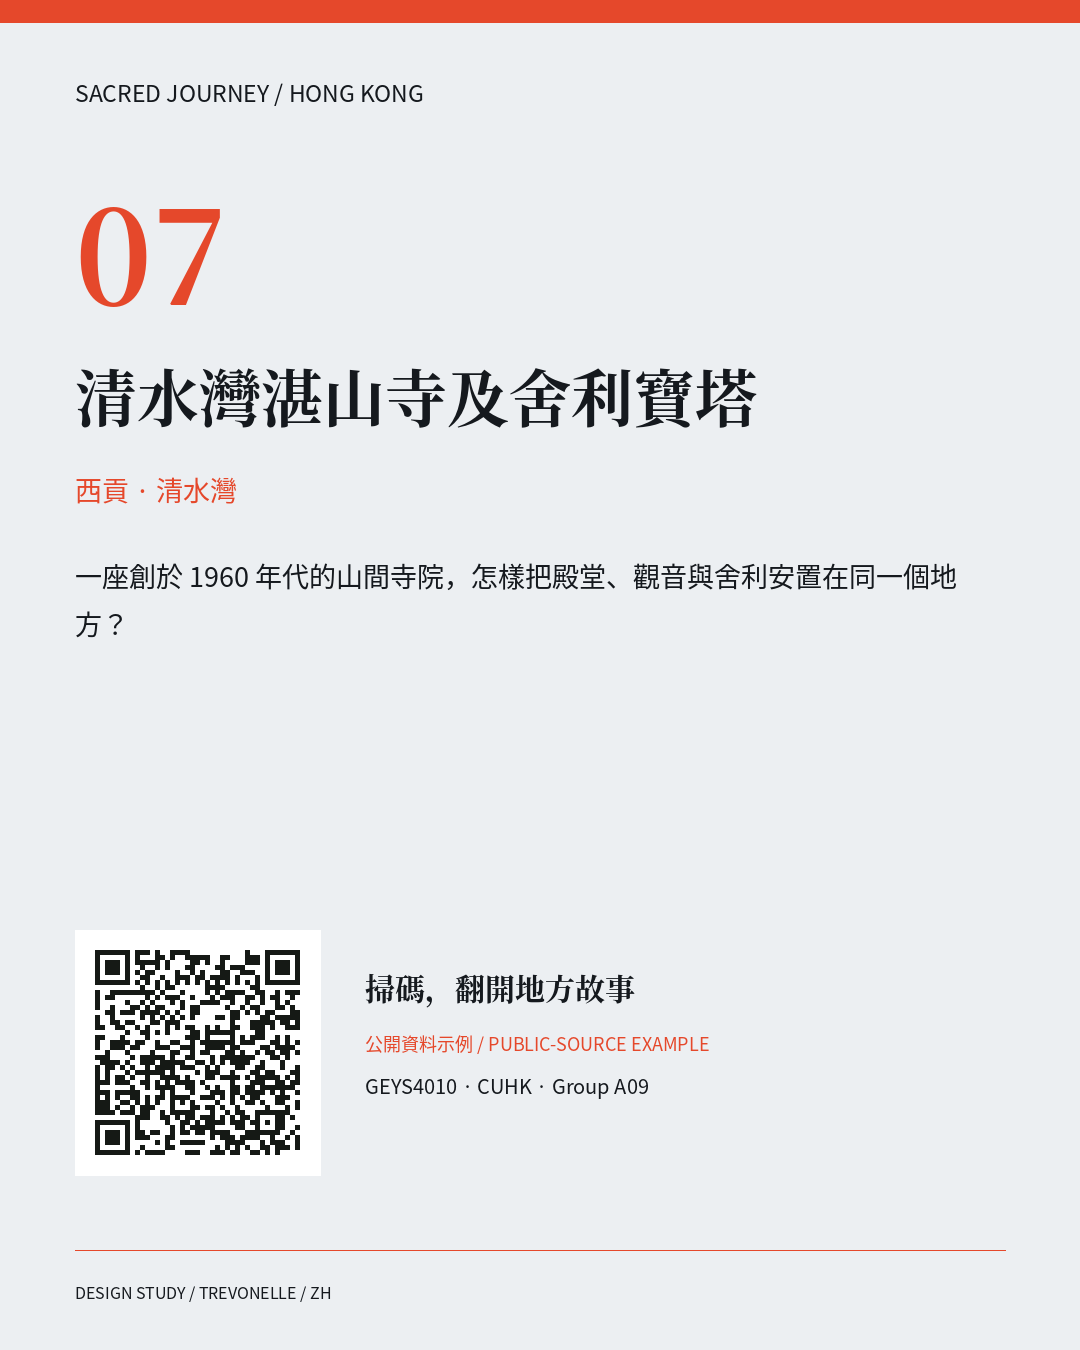 SACRED JOURNEY / HONG KONG
07
清水灣湛山寺及舍利寶塔
西貢 · 清水灣
一座創於 1960 年代的山間寺院，怎樣把殿堂、觀音與舍利安置在同一個地
方？
掃碼，翻開地方故事
公開資料示例 / PUBLIC-SOURCE EXAMPLE
GEYS4010 · CUHK · Group A09
DESIGN STUDY / TREVONELLE / ZH